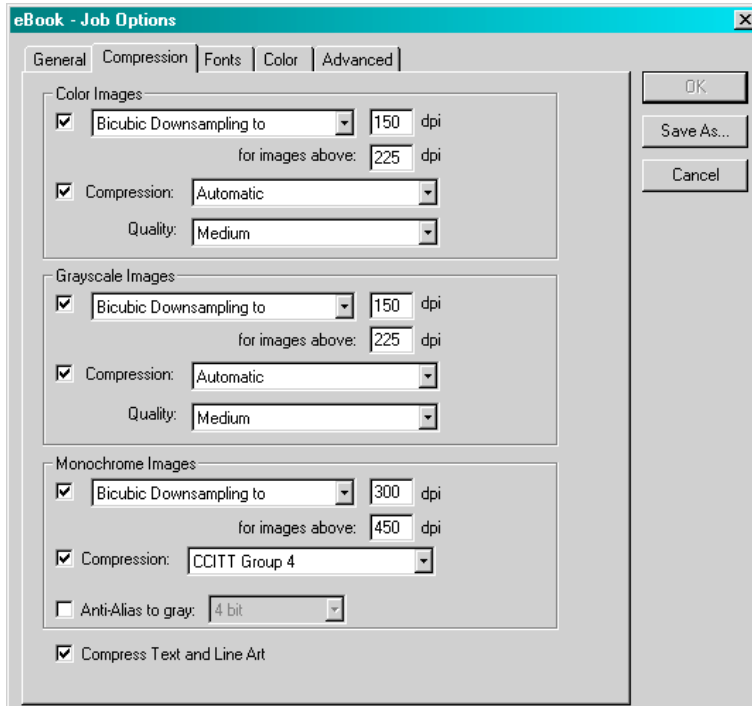 eBook - Job Options
General Compression Fonts Color Advanced
OK
Save As...
Cancel
Color Images
Bicubic Downsampling to 150 dpi
for images above: 225 dpi
Compression: Automatic
Quality: Medium
Grayscale Images
Bicubic Downsampling to 150 dpi
for images above: 225 dpi
Compression: Automatic
Quality: Medium
Monochrome Images
Bicubic Downsampling to 300 dpi
for images above: 450 dpi
Compression: CCITT Group 4
Anti-Alias to gray: 4 bit
Compress Text and Line Art